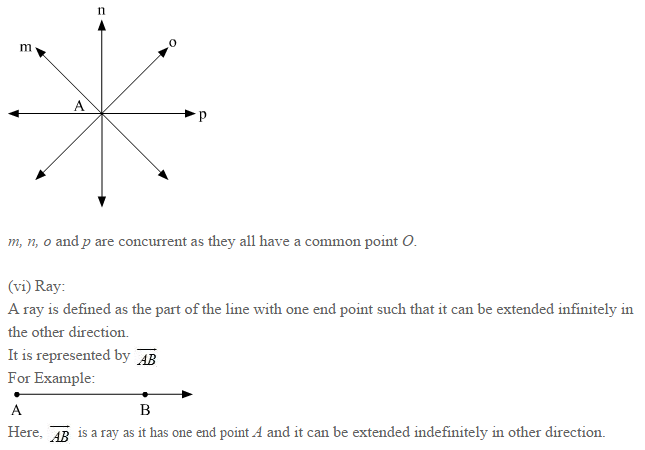 n
m
o
A
p
m, n, o and p are concurrent as they all have a common point O.
(vi) Ray:
A ray is defined as the part of the line with one end point such that it can be extended infinitely in
the other direction.
It is represented by \overrightarrow{AB}
For Example:
A B
Here, \overrightarrow{AB} is a ray as it has one end point A and it can be extended indefinitely in other direction.